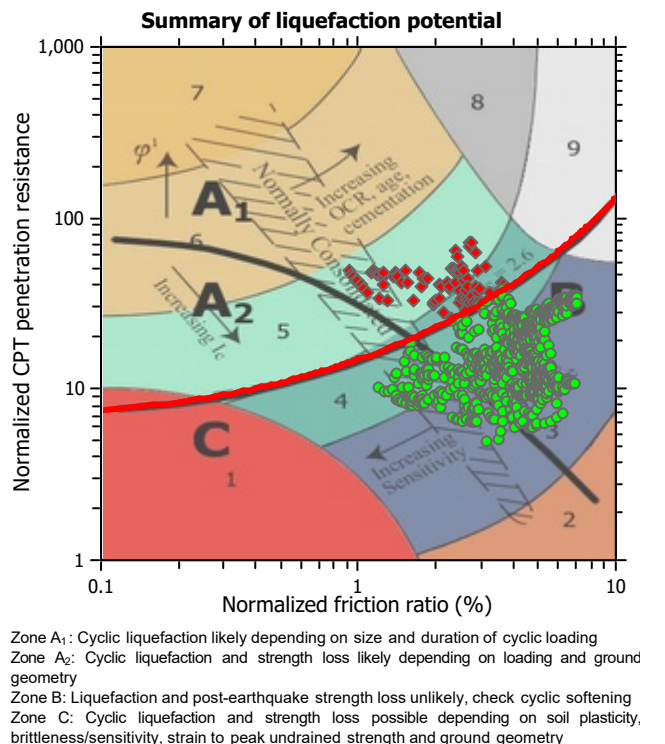 Summary of liquefaction potential
Normalized CPT penetration resistance
1,000
100
10
1
7
8
9
φ'
A1
Normally Consolidated
Increasing
OCR, age,
cementation
6
= 2.6
A2
B
Increasing Ic
5
4
C
1
Increasing
Sensitivity
3
2
0.1
1
10
Normalized friction ratio (%)
Zone A1: Cyclic liquefaction likely depending on size and duration of cyclic loading
Zone A2: Cyclic liquefaction and strength loss likely depending on loading and ground
geometry
Zone B: Liquefaction and post-earthquake strength loss unlikely, check cyclic softening
Zone C: Cyclic liquefaction and strength loss possible depending on soil plasticity,
brittleness/sensitivity, strain to peak undrained strength and ground geometry